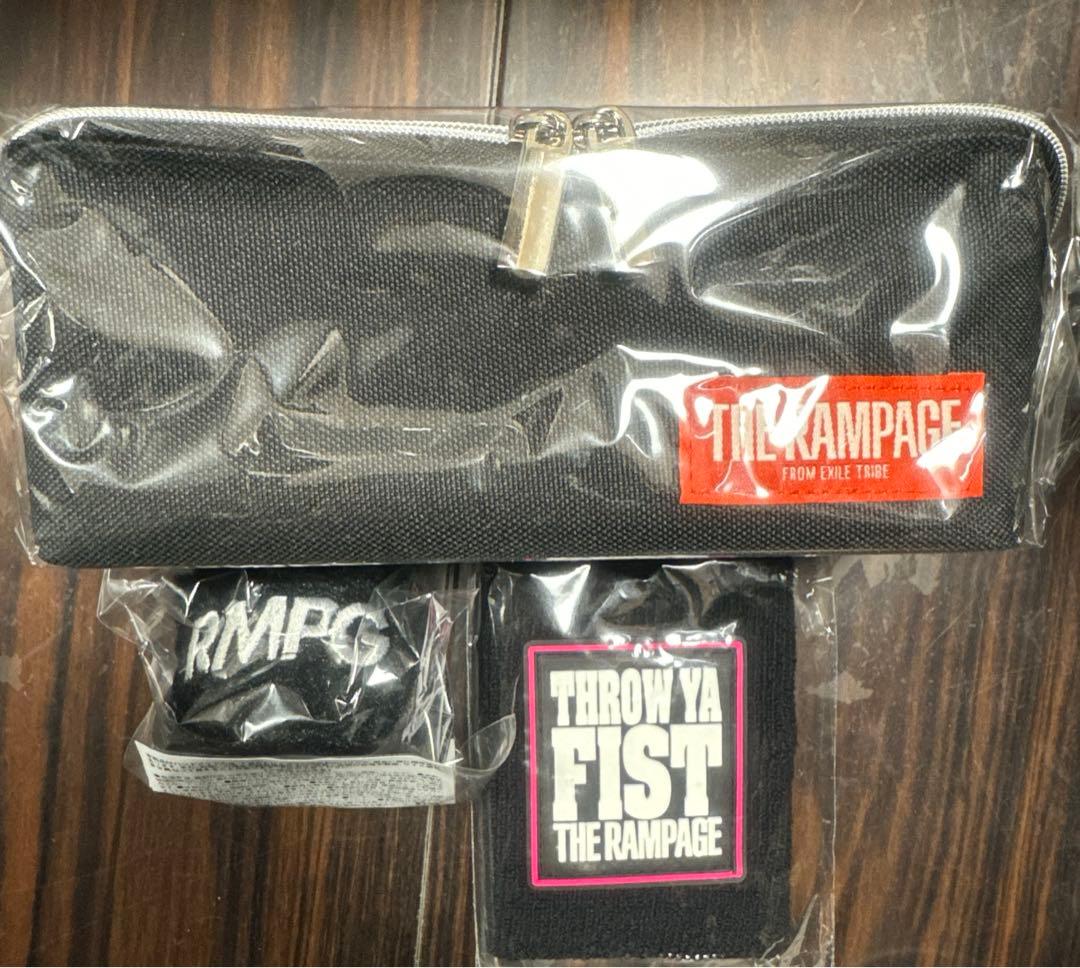 THE RAMPAGE
FROM EXILE TRIBE
RMPG
THROW YA
FIST
THE RAMPAGE